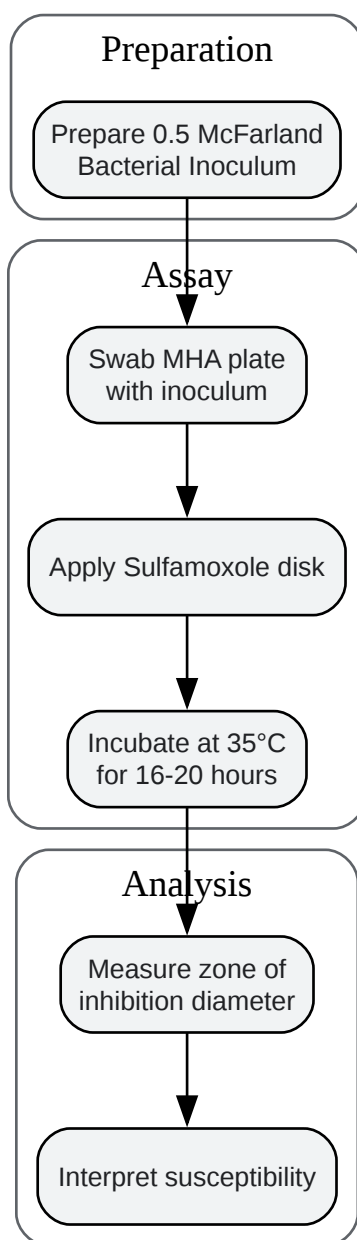 Preparation
Prepare 0.5 McFarland
Bacterial Inoculum
Assay
Swab MHA plate
with inoculum
Apply Sulfamoxole disk
Incubate at 35°C
for 16-20 hours
Analysis
Measure zone of
inhibition diameter
Interpret susceptibility